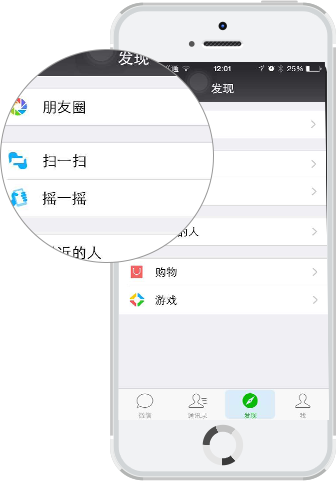 发现
朋友圈
扫一扫
摇一摇
近的人
12:01
25%
发现
的人
购物
游戏
微信
通讯录
发现
我